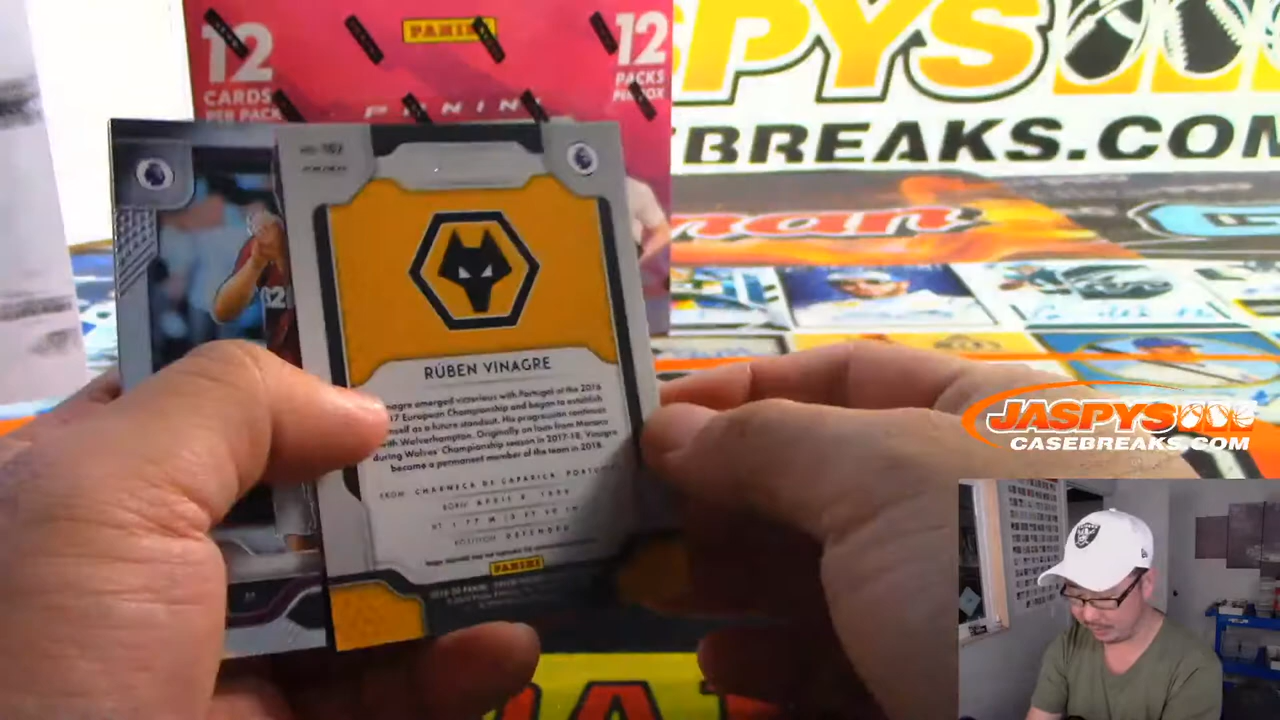 12
CARDS
PER PACK
PANINI
PANINI
12
PACKS
PER BOX
SPYS
EBREAKS.COM
RÚBEN VINAGRE
emerged victorious with Portugal at the 2016
17 European Championship and began to establish
as a future standout. His progression continues
with Wolverhampton. Originally on loan from Monaco
during Wolves' Championship season in 2017-18, Vinagre
became a permanent member of the team in 2018.
FROM CHARNECA DE CAPARICA,
BORN APRIL 9, 1999
POSITION DEFENDER
PANINI
JASPYS
CASEBREAKS.COM